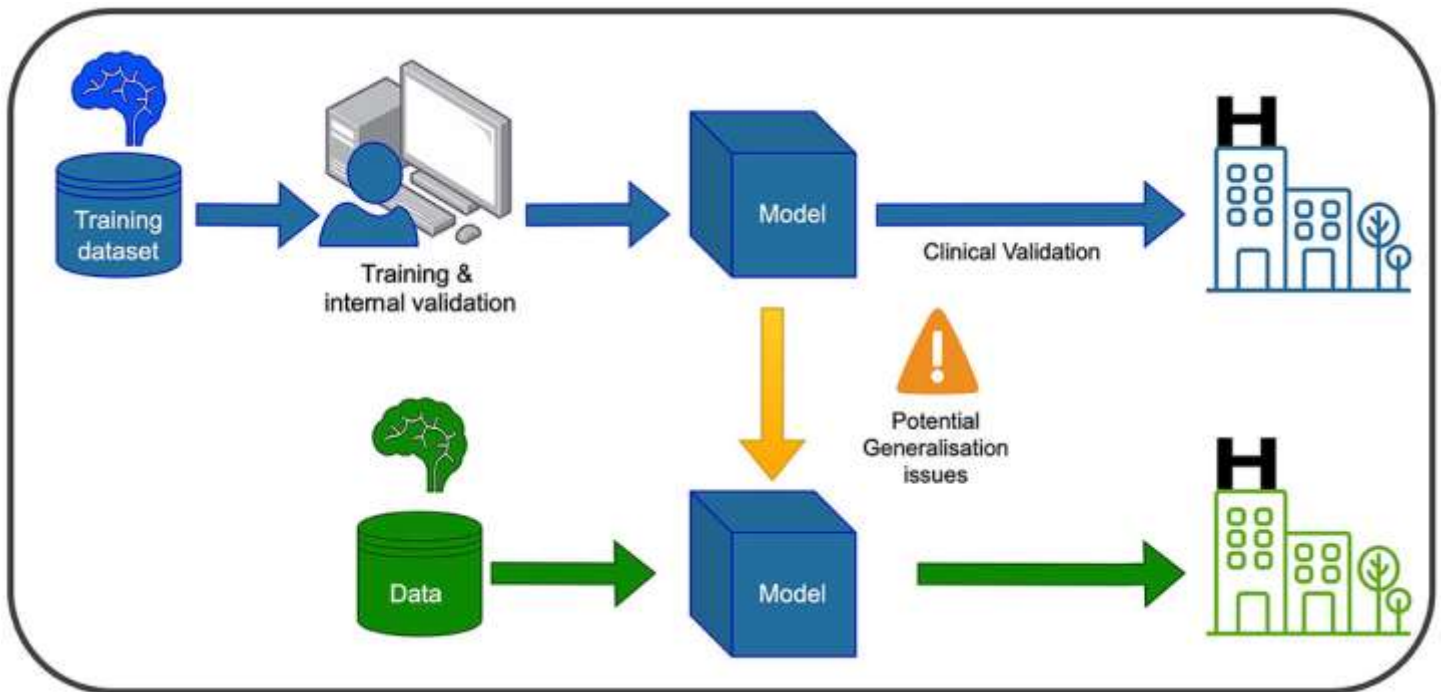 Training
dataset
Training &
internal validation
Model
Clinical Validation
H
Potential
Generalisation
issues
Data
Model
H